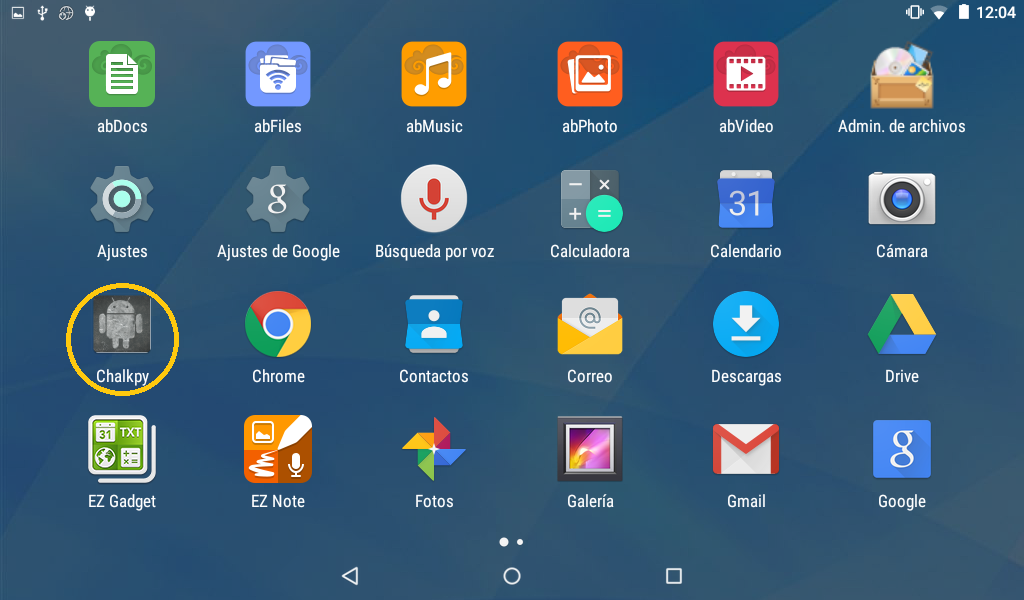 12:04
abDocs abFiles abMusic abPhoto abVideo Admin. de archivos
g 31
Ajustes Ajustes de Google Búsqueda por voz Calculadora Calendario Cámara
@
Chalkpy Chrome Contactos Correo Descargas Drive
31 TXT g
EZ Gadget EZ Note Fotos Galería Gmail Google